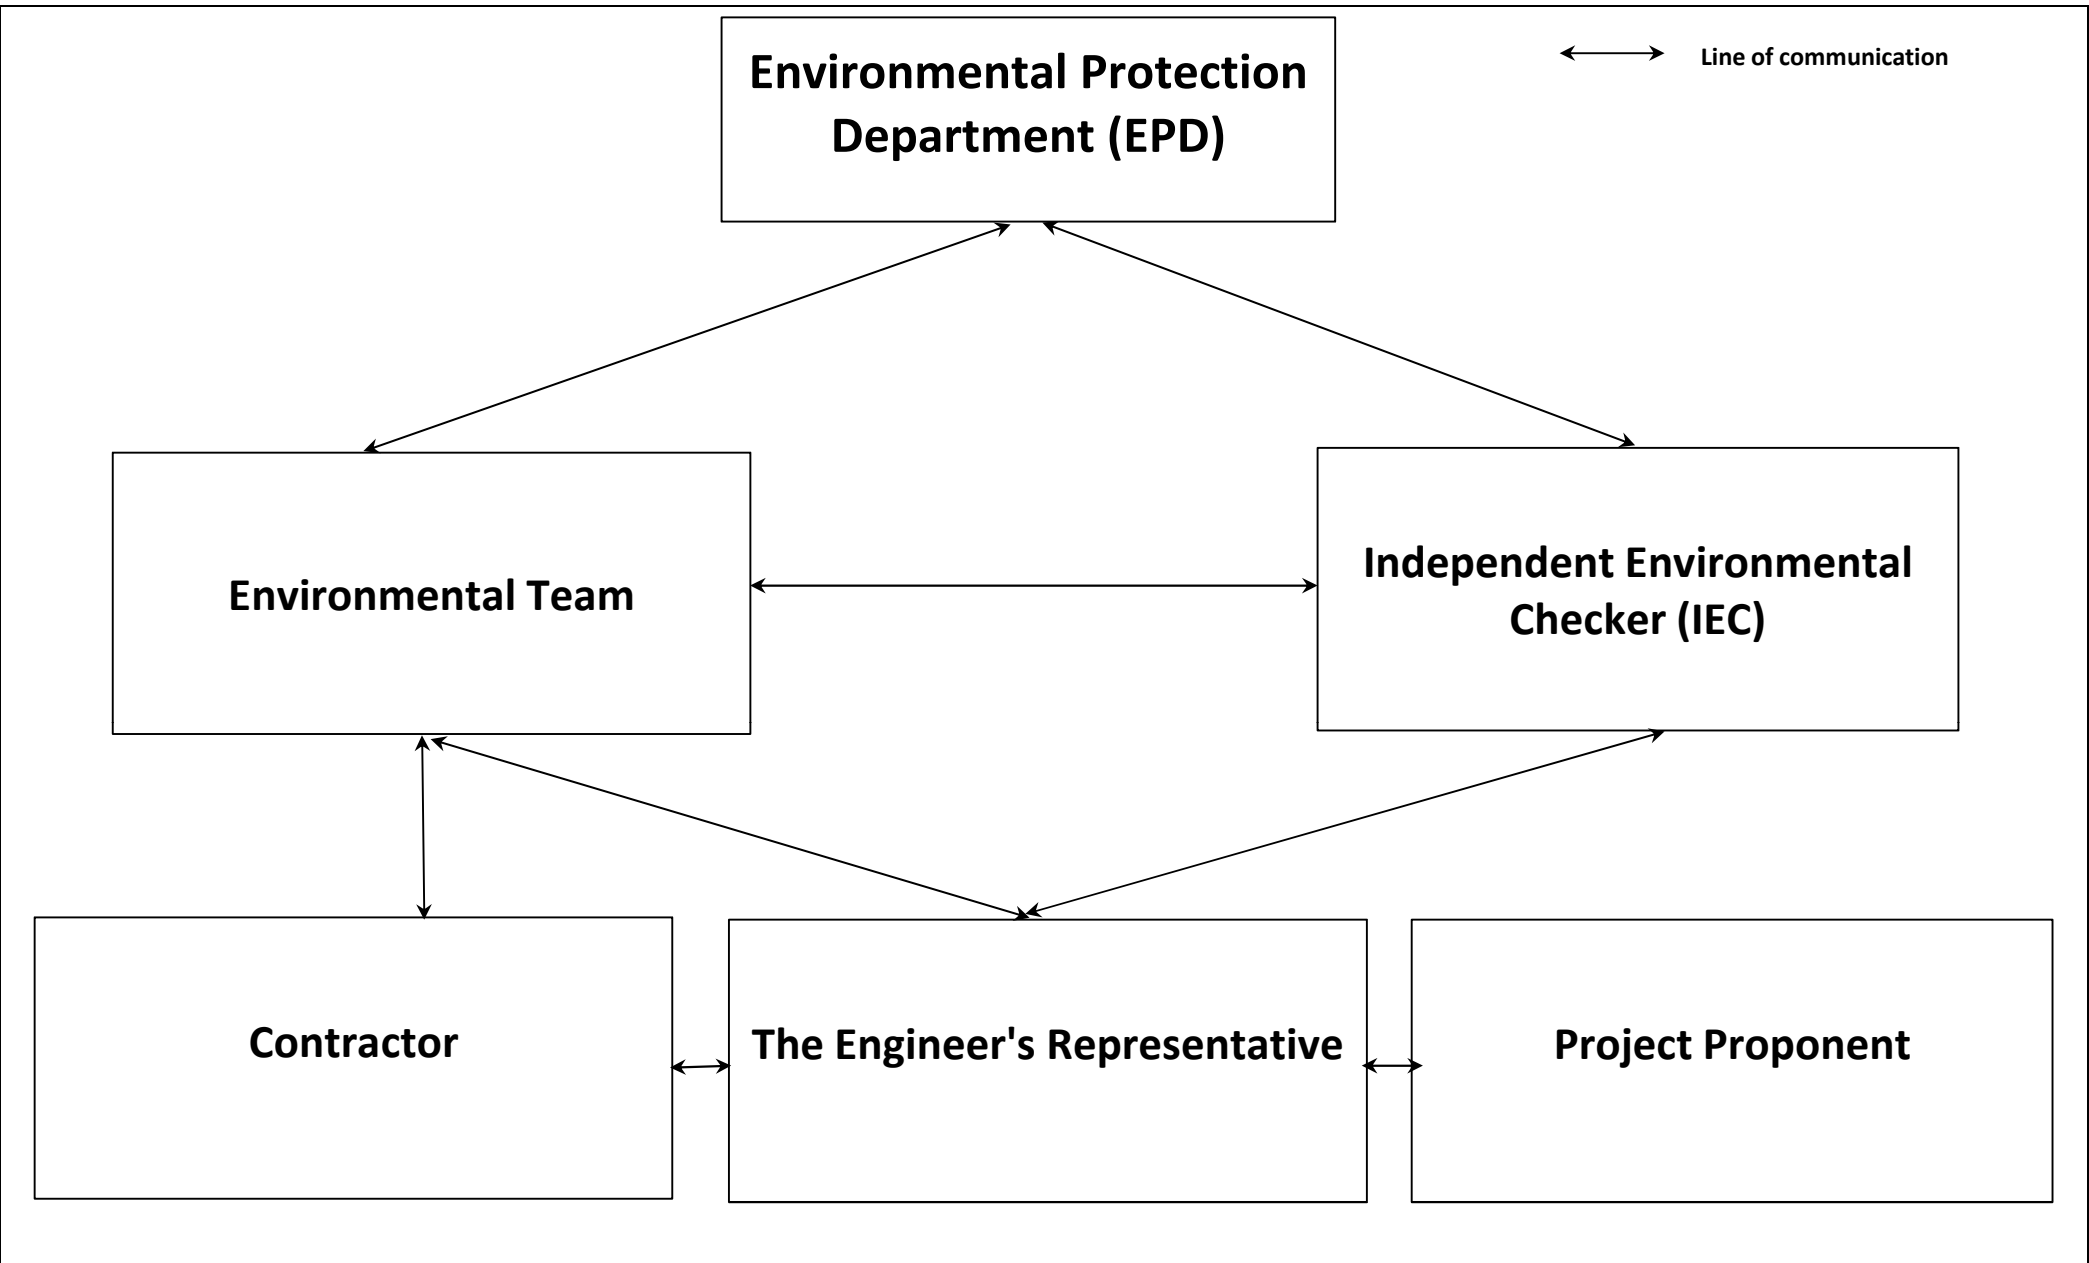 Environmental Protection
Department (EPD)
Line of communication
Environmental Team
Independent Environmental
Checker (IEC)
Contractor
The Engineer's Representative
Project Proponent